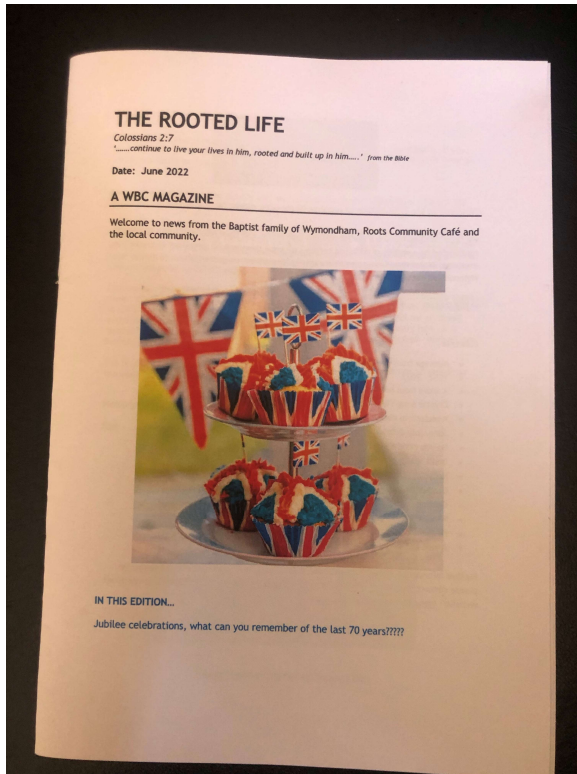 THE ROOTED LIFE
Colossians 2:7
'.......continue to live your lives in him, rooted and built up in him.....' from the Bible
Date: June 2022
A WBC MAGAZINE
Welcome to news from the Baptist family of Wymondham, Roots Community Café and
the local community.
IN THIS EDITION...
Jubilee celebrations, what can you remember of the last 70 years?????